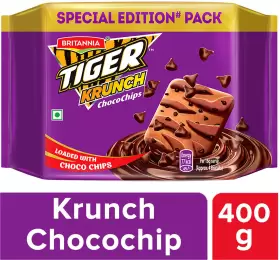 SPECIAL EDITION# PACK
BRITANNIA
TIGER
KRUNCH
ChocoChips
LOADED WITH
CHOCO CHIPS
Krunch
Chocochip
400
g